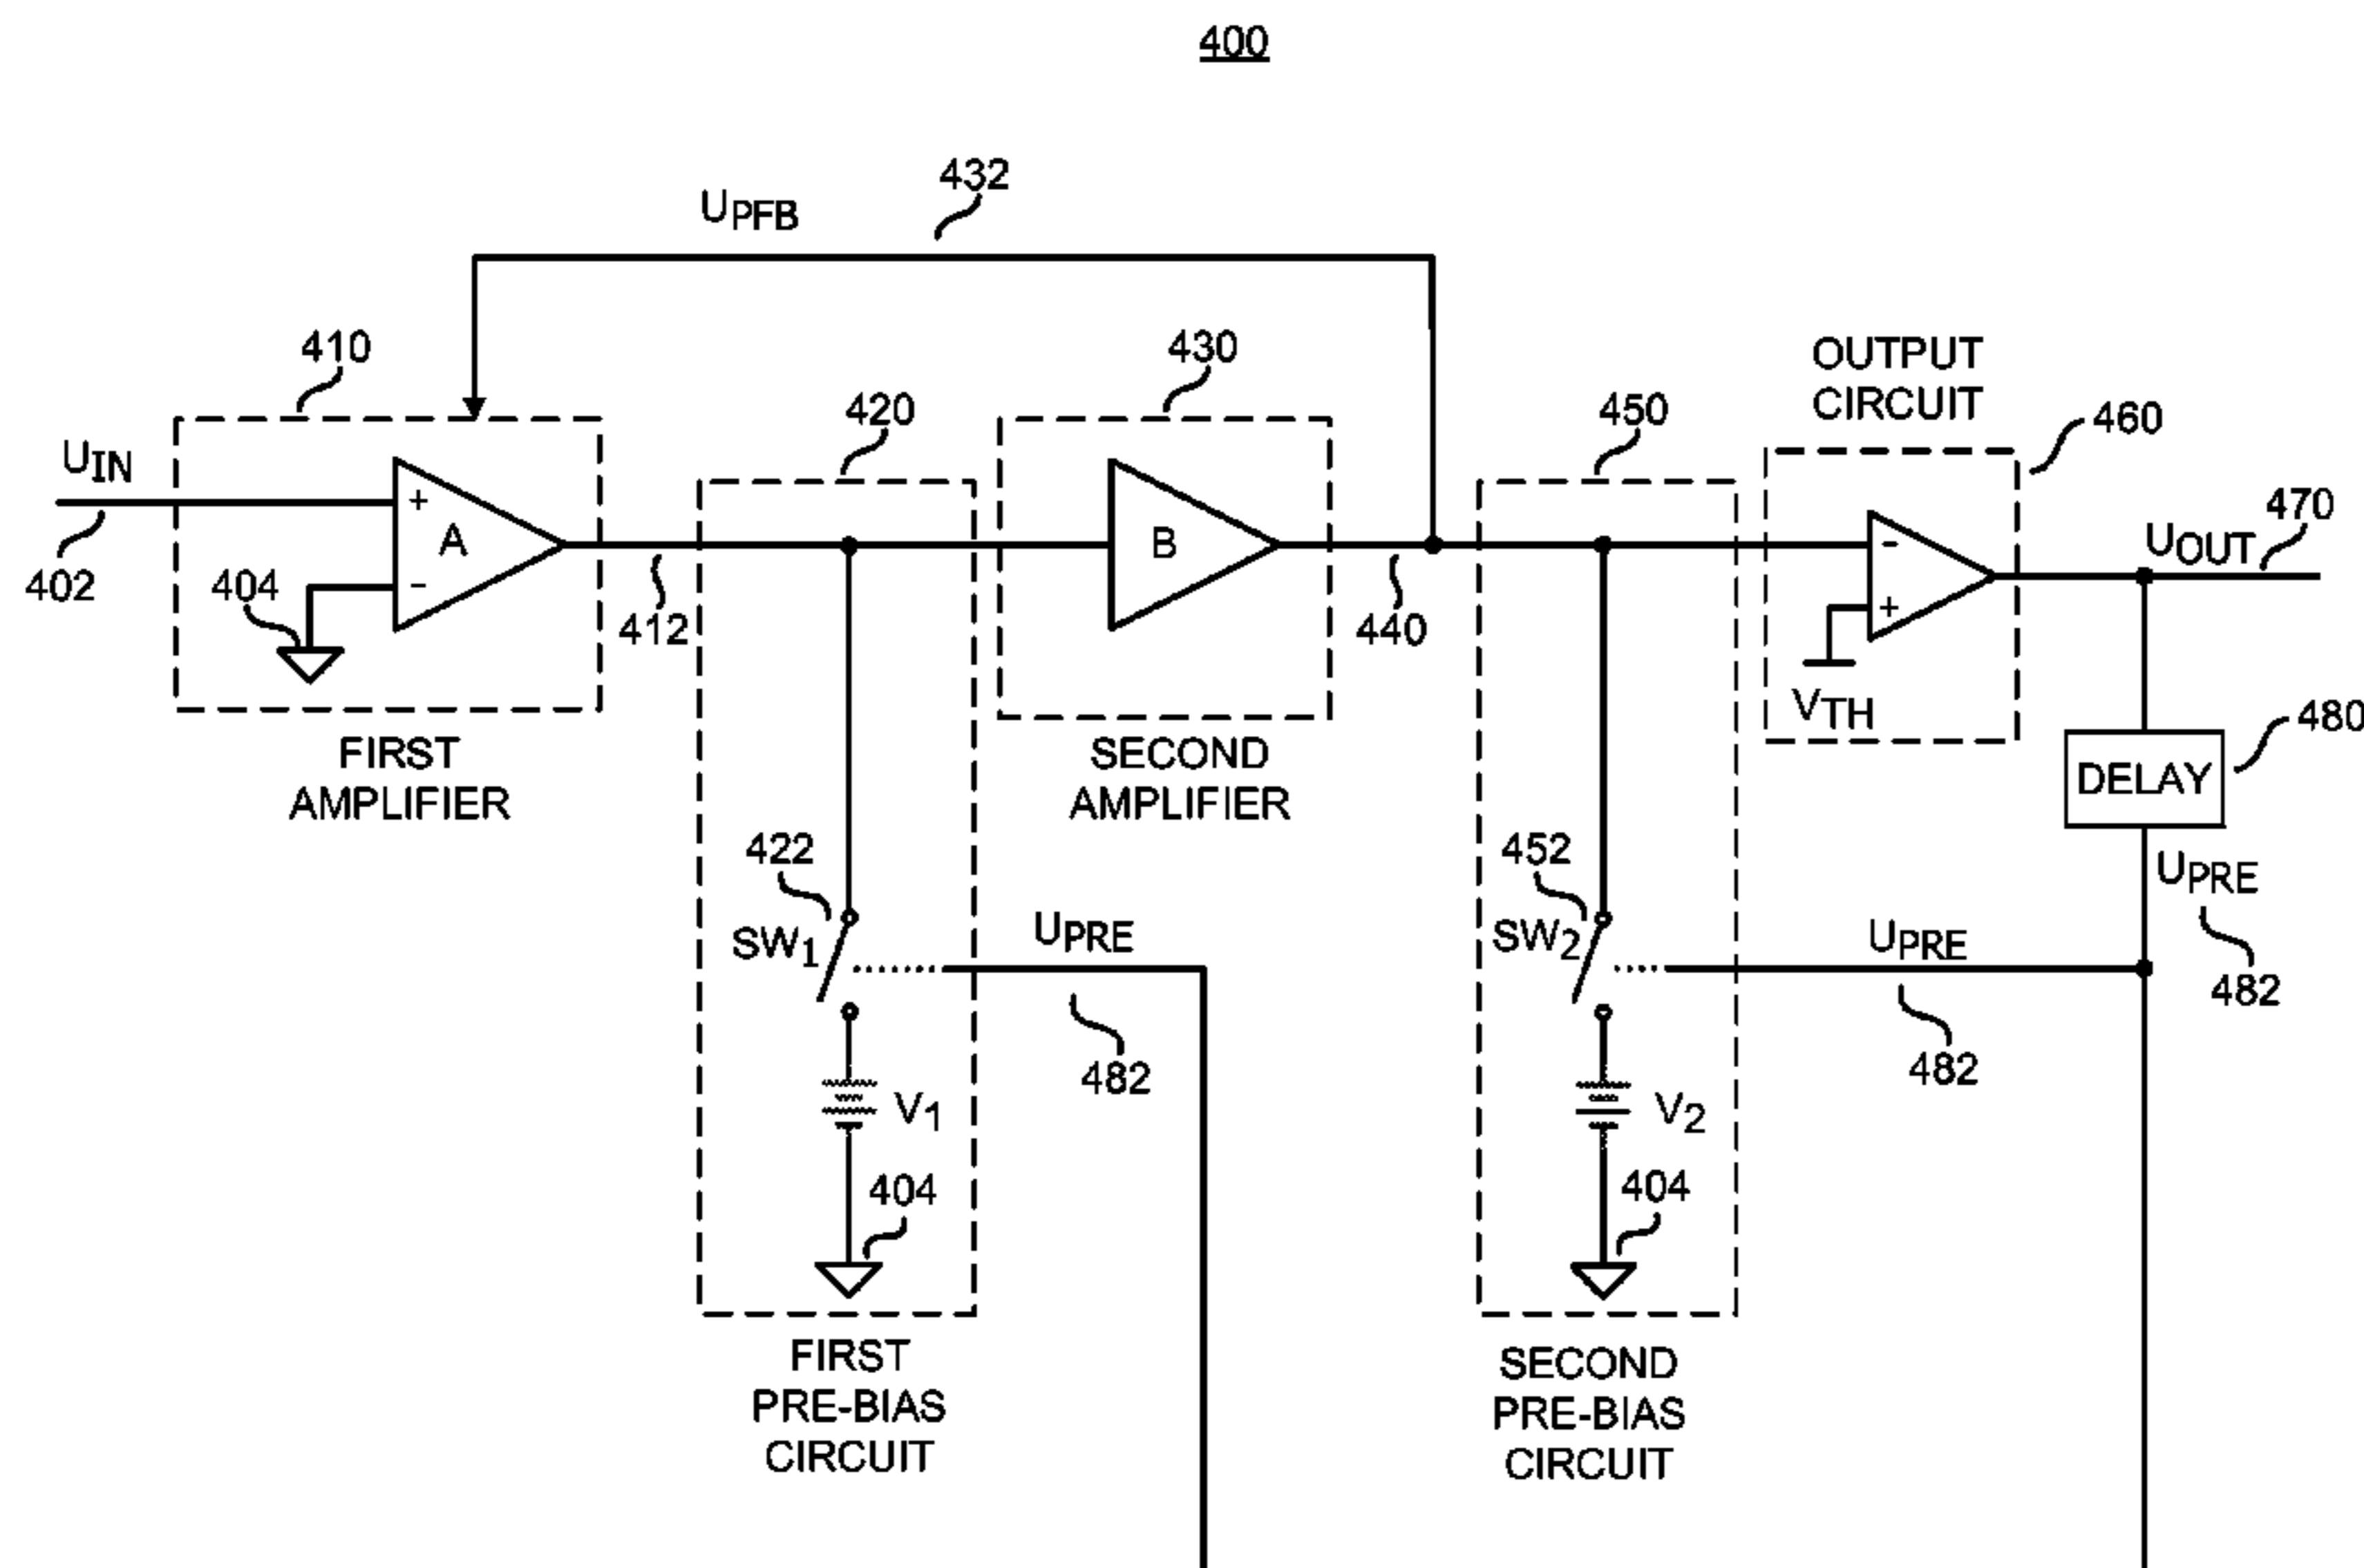 400
432
UPFB
410
430
OUTPUT
CIRCUIT
420
450
460
UIN
+
A
-
B
-
+
470
UOUT
402
404
412
440
VTH
480
DELAY
FIRST
AMPLIFIER
SECOND
AMPLIFIER
422
SW1
UPRE
482
452
SW2
UPRE
482
UPRE
482
V1
V2
404
404
FIRST
PRE-BIAS
CIRCUIT
SECOND
PRE-BIAS
CIRCUIT